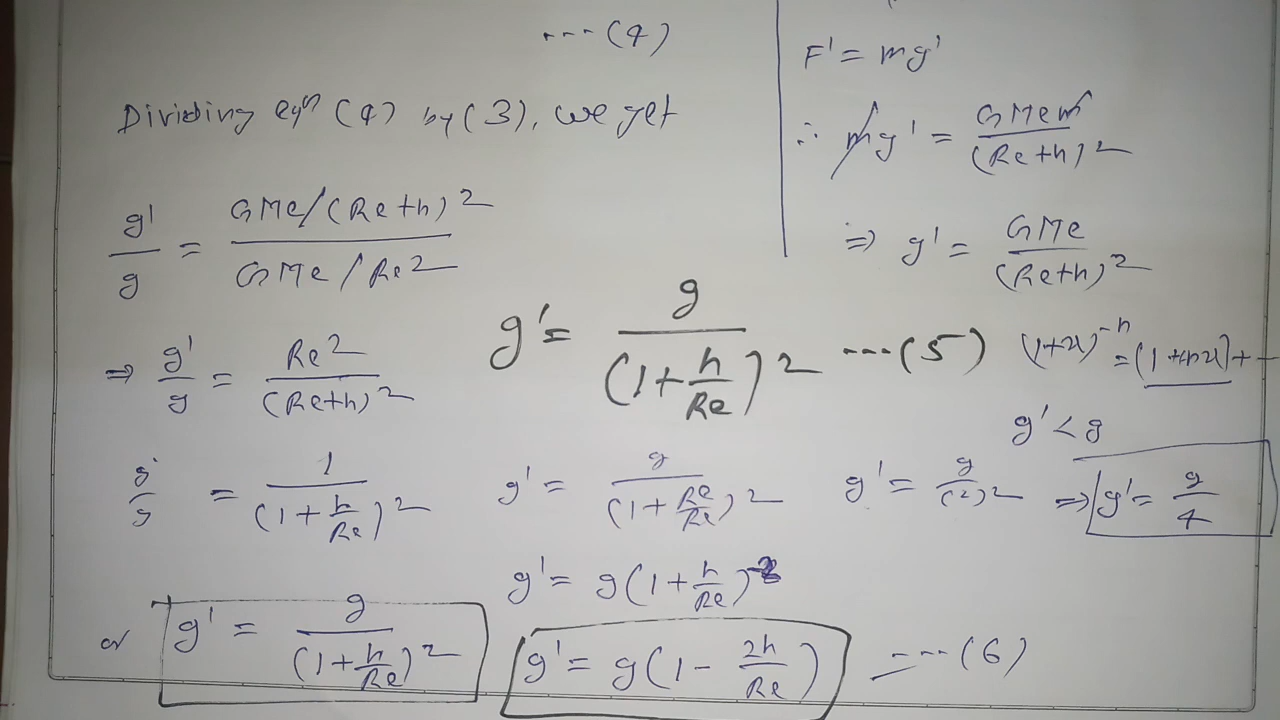 ---(4)
Dividing eqn (4) by (3), we get
g'/g = GMe/(Re+h)² / GMe/Re²
⇒ g'/g = Re²/(Re+h)²
g'/g = 1/(1+h/Re)²
or g' = g/(1+h/Re)²
F' = mg'
∴ mg' = GMem/(Re+h)²
⇒ g' = GMe/(Re+h)²
g' = g/(1+h/Re)² ---(5)
(1+x)⁻ⁿ = (1+nx)+--
g' < g
g' = g/(1+Re/Re)²
g' = g/(2)² ⇒ g' = g/4
g' = g(1+h/Re)⁻²
g' = g(1-2h/Re) ---(6)